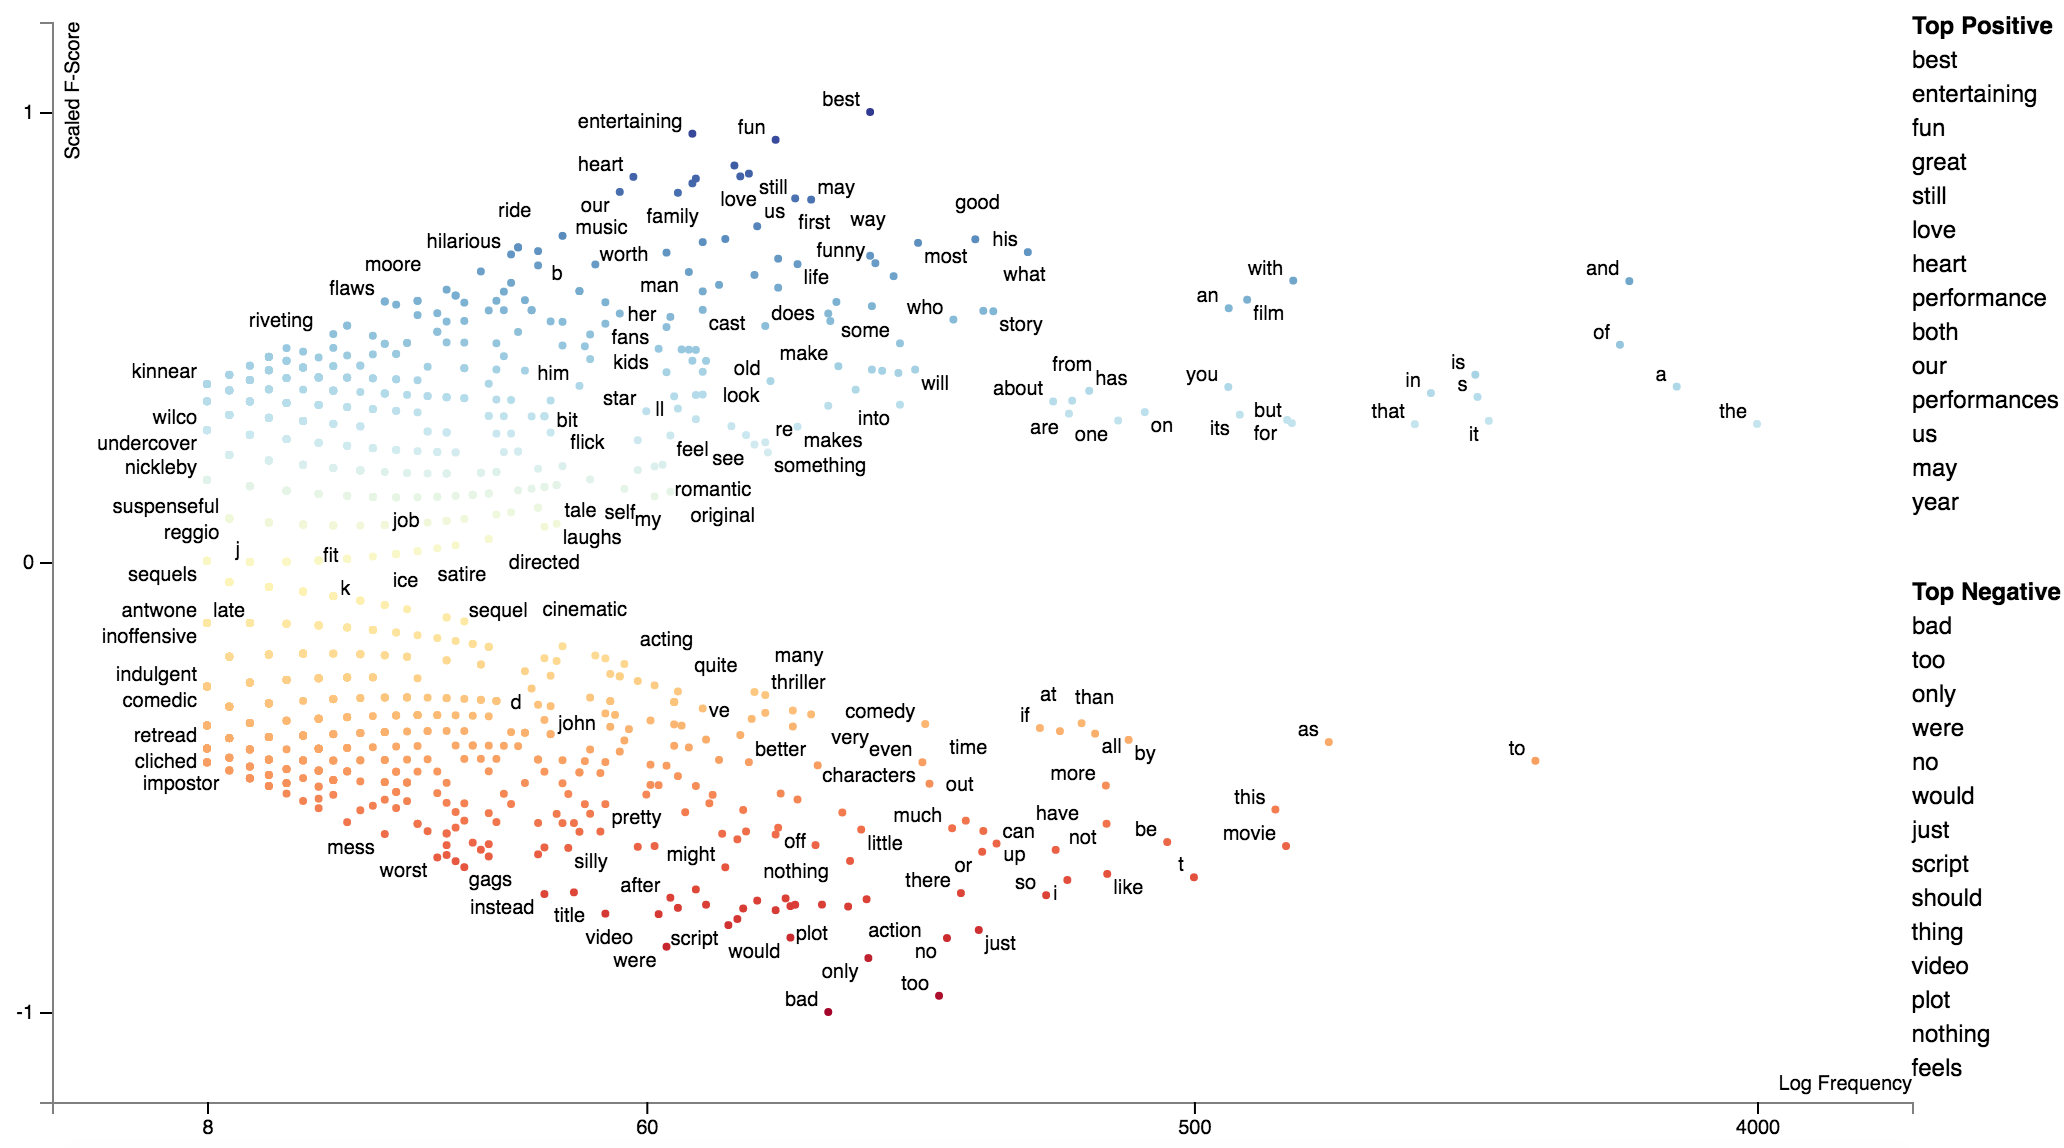 Scaled F-Score
1
0
-1
best
entertaining
fun
heart
still
may
love
our
ride
family
us
good
music
first
way
hilarious
his
worth
funny
most
moore
b
life
what
with
and
flaws
man
an
riveting
her
cast
does
who
film
some
story
of
fans
make
kinnear
him
kids
old
from
has
you
is
will
about
in
s
a
star
look
wilco
ll
bit
into
but
that
the
are
one
on
its
for
it
undercover
flick
re
makes
feel
see
nickleby
something
romantic
suspenseful
job
tale
self
my
original
reggio
laughs
j
fit
directed
sequels
ice
satire
k
antwone
late
sequel
cinematic
inoffensive
acting
many
quite
indulgent
thriller
comedic
d
at
than
ve
comedy
if
john
retread
very
as
better
even
time
all
by
to
cliched
characters
impostor
out
more
this
pretty
much
have
can
not
be
movie
mess
off
little
might
up
worst
silly
nothing
or
t
gags
after
there
so
i
like
instead
title
video
script
plot
action
were
would
no
just
only
too
bad
Log Frequency
8
60
500
4000
Top Positive
best
entertaining
fun
great
still
love
heart
performance
both
our
performances
us
may
year
Top Negative
bad
too
only
were
no
would
just
script
should
thing
video
plot
nothing
feels